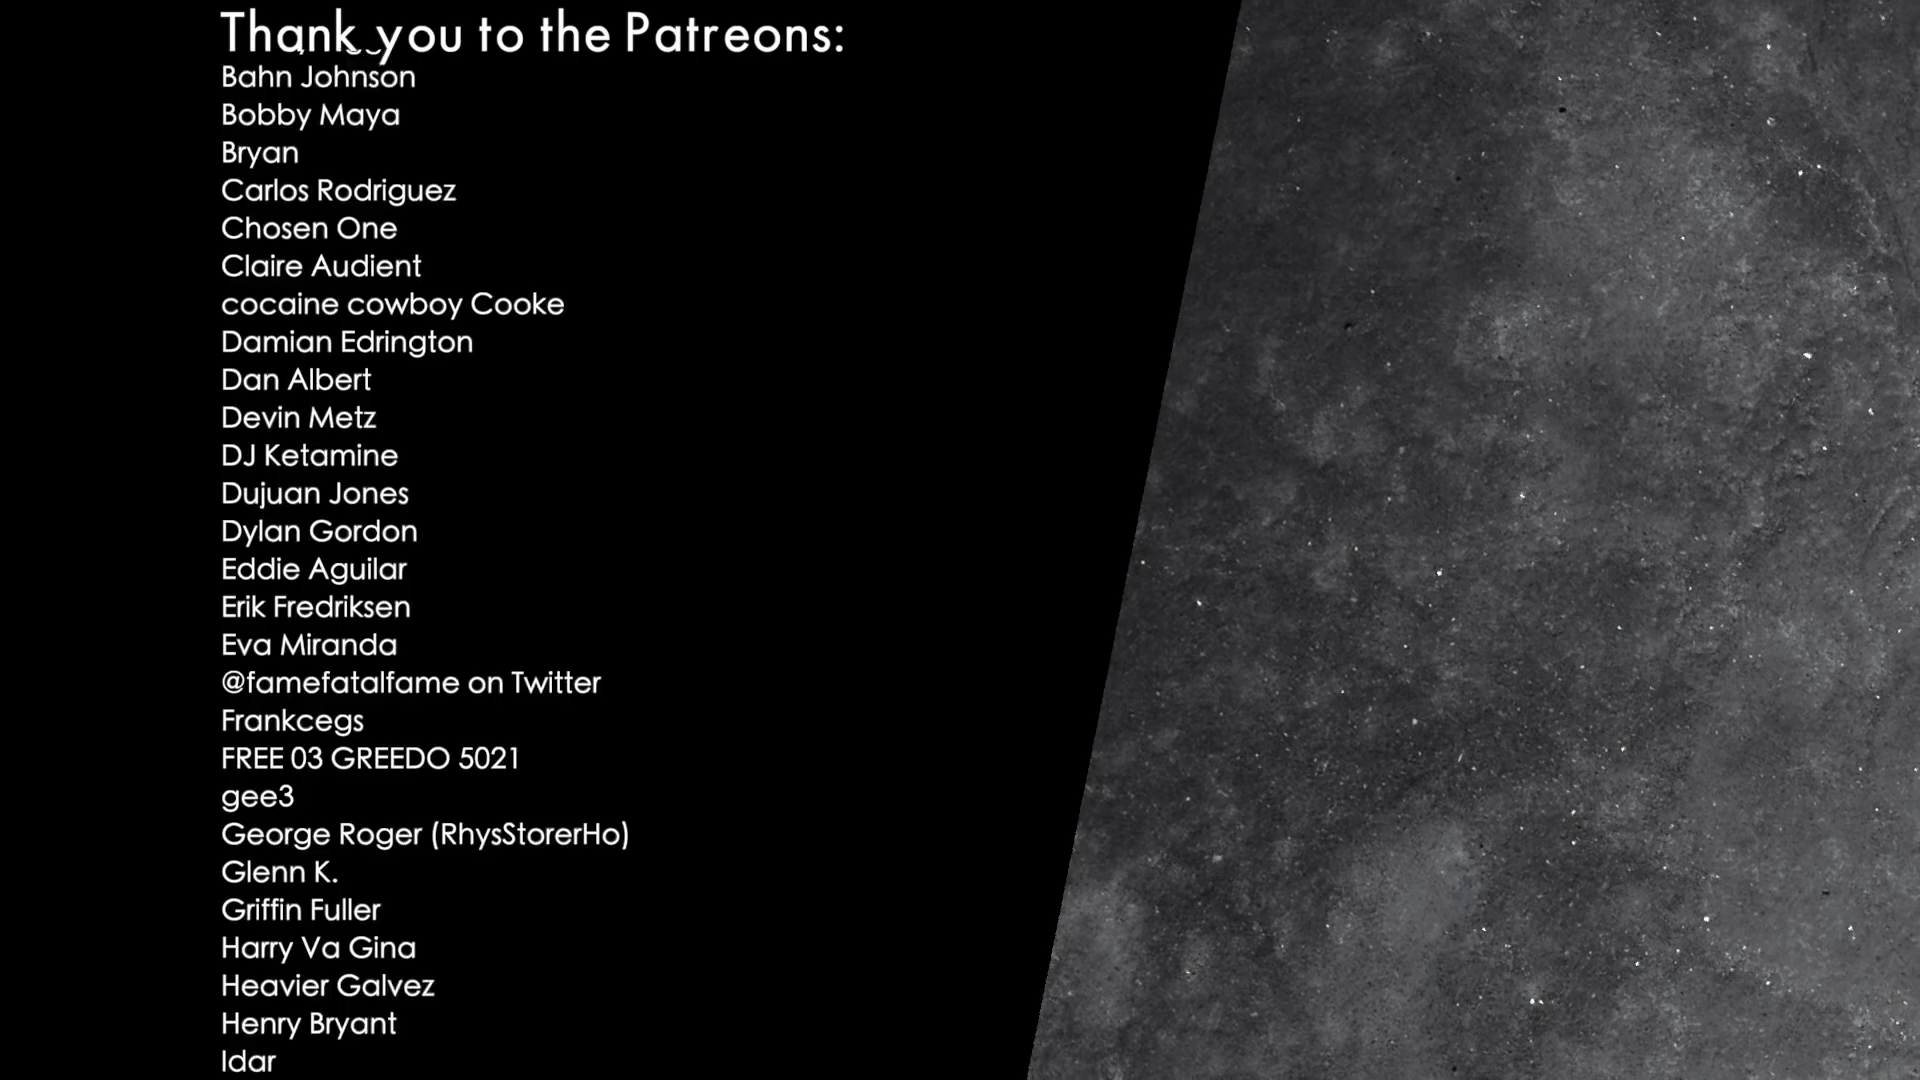 Thank you to the Patreons:
Bahn Johnson
Bobby Maya
Bryan
Carlos Rodriguez
Chosen One
Claire Audient
cocaine cowboy Cooke
Damian Edrington
Dan Albert
Devin Metz
DJ Ketamine
Dujuan Jones
Dylan Gordon
Eddie Aguilar
Erik Fredriksen
Eva Miranda
@famefatalfame on Twitter
Frankcegs
FREE 03 GREEDO 5021
gee3
George Roger (RhysStorerHo)
Glenn K.
Griffin Fuller
Harry Va Gina
Heavier Galvez
Henry Bryant
Idar